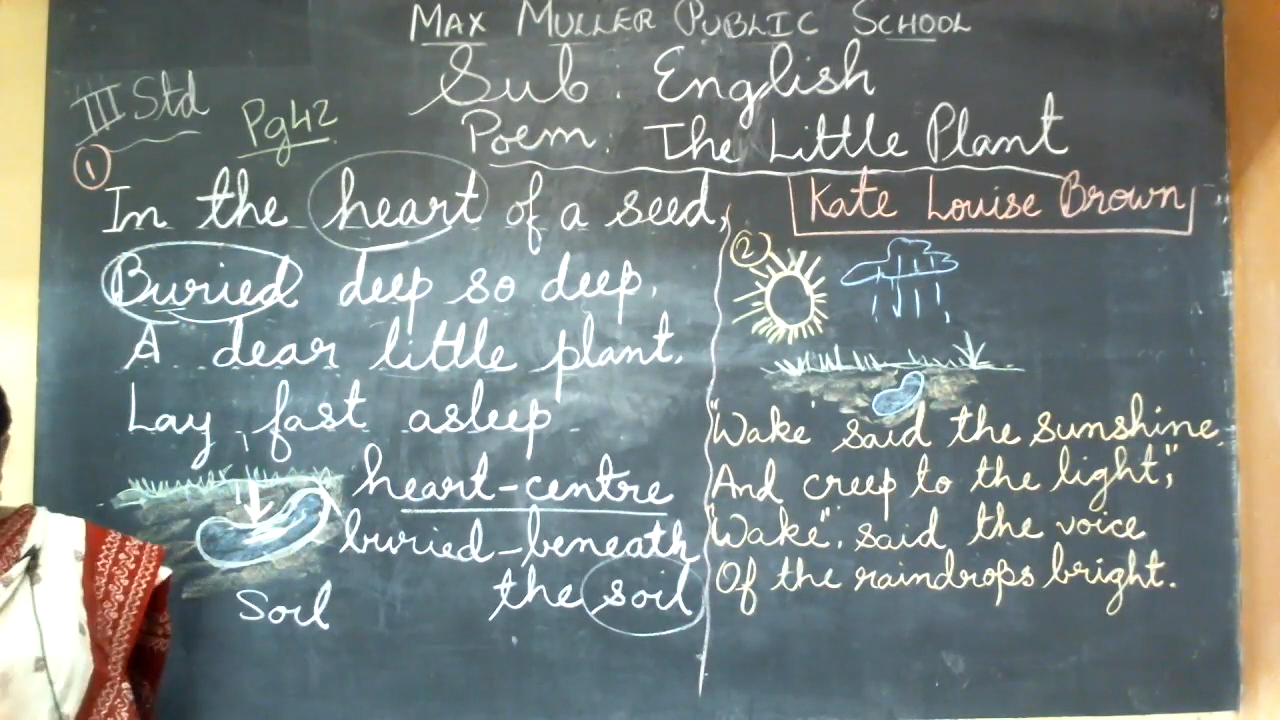 MAX MULLER PUBLIC SCHOOL
Sub. English
III Std
Pg 42
Poem. The Little Plant
Kate Louise Brown
1
In the heart of a seed,
Buried deep so deep,
A dear little plant,
Lay fast asleep
heart-centre
buried-beneath
the soil
Soil
2
"Wake" said the sunshine,
And creep to the light,"
"Wake", said the voice
Of the raindrops bright.